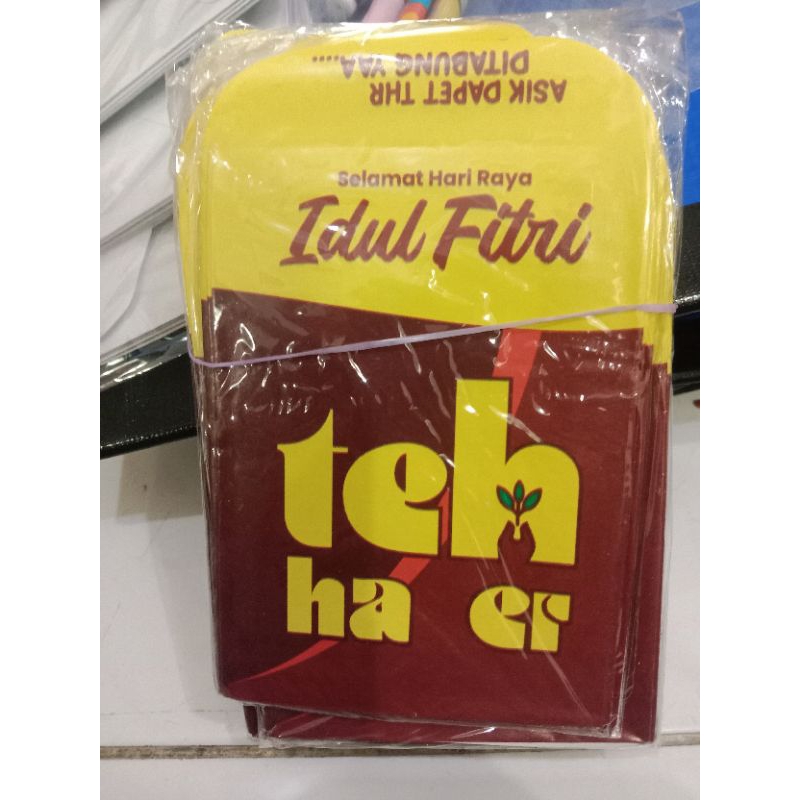 ASIK DAPET THR
DITABUNG YAA....
Selamat Hari Raya
Idul Fitri
teh
ha er